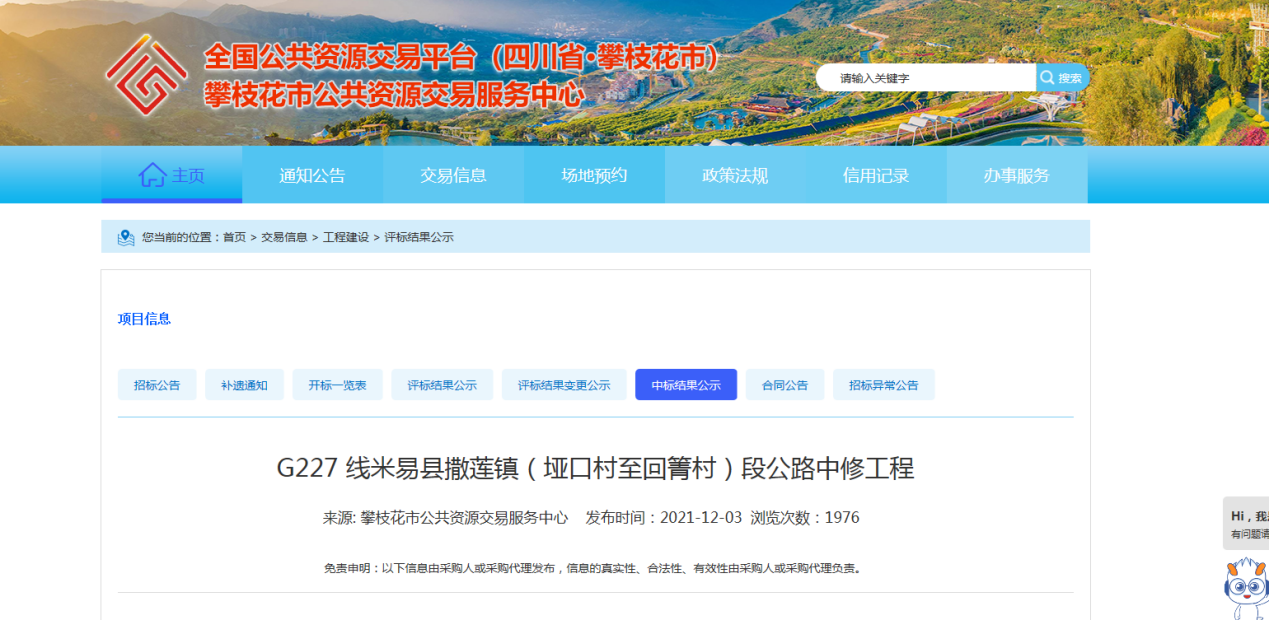 全国公共资源交易平台（四川省·攀枝花市）
攀枝花市公共资源交易服务中心
请输入关键字 搜索
主页 通知公告 交易信息 场地预约 政策法规 信用记录 办事服务
您当前的位置：首页 > 交易信息 > 工程建设 > 评标结果公示
项目信息
招标公告 补遗通知 开标一览表 评标结果公示 评标结果变更公示 中标结果公示 合同公告 招标异常公告
G227 线米易县撒莲镇（垭口村至回箐村）段公路中修工程
来源: 攀枝花市公共资源交易服务中心 发布时间：2021-12-03 浏览次数：1976
Hi，我
有问题请
免责申明：以下信息由采购人或采购代理发布，信息的真实性、合法性、有效性由采购人或采购代理负责。